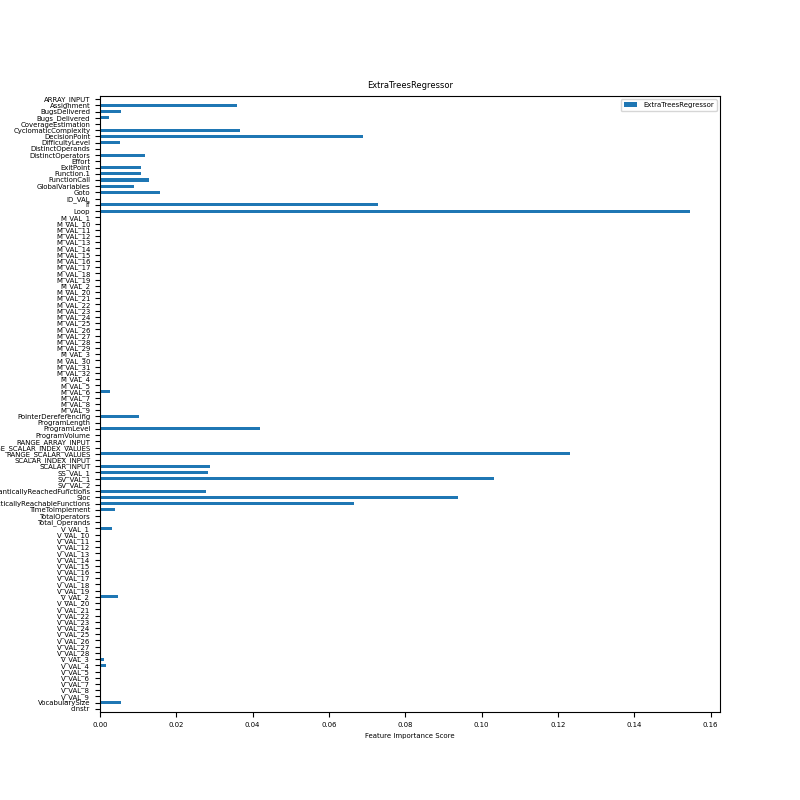 ExtraTreesRegressor
ExtraTreesRegressor
ARRAY_INPUT
Assignment
BugsDelivered
Bugs_Delivered
CoverageEstimation
CyclomaticComplexity
DecisionPoint
DifficultyLevel
DistinctOperands
DistinctOperators
Effort
ExitPoint
Function.1
FunctionCall
GlobalVariables
Goto
ID_VAL
If
Loop
M_VAL_1
M_VAL_10
M_VAL_11
M_VAL_12
M_VAL_13
M_VAL_14
M_VAL_15
M_VAL_16
M_VAL_17
M_VAL_18
M_VAL_19
M_VAL_2
M_VAL_20
M_VAL_21
M_VAL_22
M_VAL_23
M_VAL_24
M_VAL_25
M_VAL_26
M_VAL_27
M_VAL_28
M_VAL_29
M_VAL_3
M_VAL_30
M_VAL_31
M_VAL_32
M_VAL_4
M_VAL_5
M_VAL_6
M_VAL_7
M_VAL_8
M_VAL_9
PointerDereferencing
ProgramLength
ProgramLevel
ProgramVolume
RANGE_ARRAY_INPUT
E_SCALAR_INDEX_VALUES
RANGE_SCALAR_VALUES
SCALAR_INDEX_INPUT
SCALAR_INPUT
SS_VAL_1
SV_VAL_1
SV_VAL_2
anticallyReachedFunctions
Sloc
ticallyReachableFunctions
TimeToImplement
TotalOperators
Total_Operands
V_VAL_1
V_VAL_10
V_VAL_11
V_VAL_12
V_VAL_13
V_VAL_14
V_VAL_15
V_VAL_16
V_VAL_17
V_VAL_18
V_VAL_19
V_VAL_2
V_VAL_20
V_VAL_21
V_VAL_22
V_VAL_23
V_VAL_24
V_VAL_25
V_VAL_26
V_VAL_27
V_VAL_28
V_VAL_3
V_VAL_4
V_VAL_5
V_VAL_6
V_VAL_7
V_VAL_8
V_VAL_9
VocabularySize
cinstr
0.00 0.02 0.04 0.06 0.08 0.10 0.12 0.14 0.16
Feature Importance Score